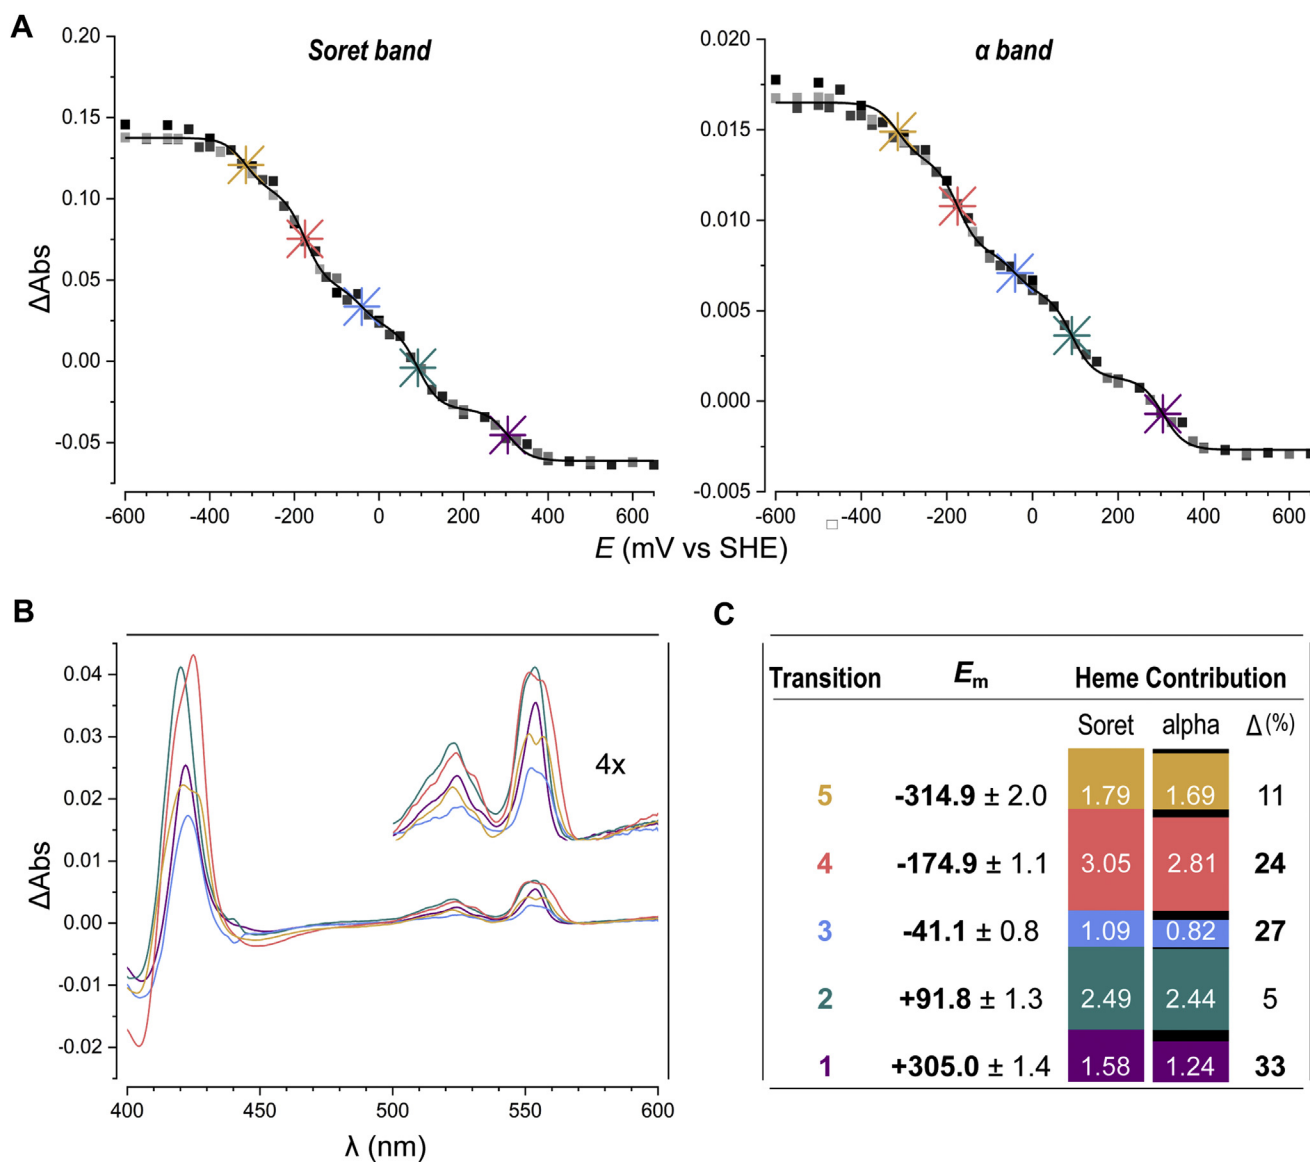 A
Soret band
α band
0.20
0.15
0.10
0.05
0.00
-0.05
ΔAbs
0.020
0.015
0.010
0.005
0.000
-0.005
-600 -400 -200 0 200 400 600
-600 -400 -200 0 200 400 600
E (mV vs SHE)
B
0.04
0.03
0.02
0.01
0.00
-0.01
-0.02
ΔAbs
4x
400 450 500 550 600
λ (nm)
C
Transition Em Heme Contribution
Soret alpha Δ (%)
5 -314.9 ± 2.0 1.79 1.69 11
4 -174.9 ± 1.1 3.05 2.81 24
3 -41.1 ± 0.8 1.09 0.82 27
2 +91.8 ± 1.3 2.49 2.44 5
1 +305.0 ± 1.4 1.58 1.24 33